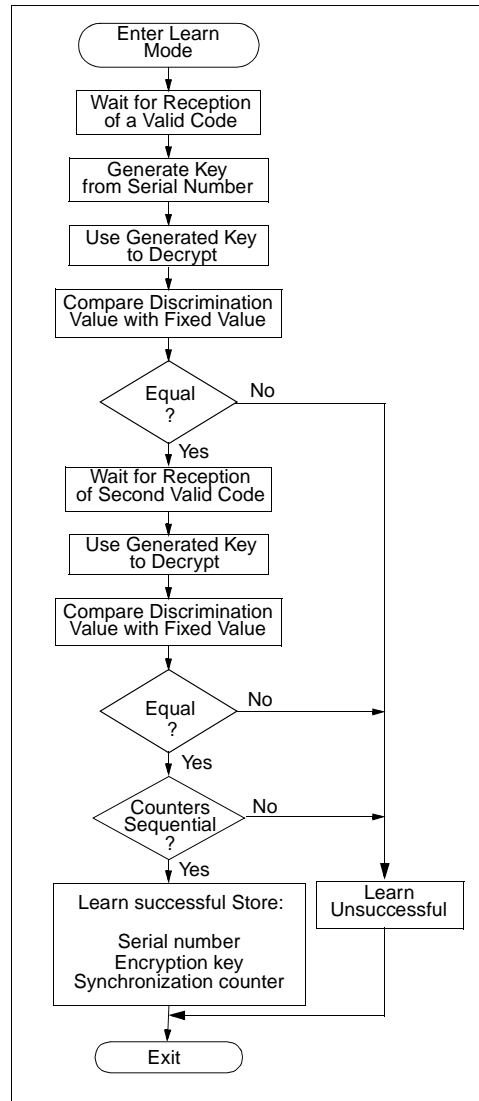 Enter Learn
Mode
Wait for Reception
of a Valid Code
Generate Key
from Serial Number
Use Generated Key
to Decrypt
Compare Discrimination
Value with Fixed Value
Equal
?
No
Yes
Wait for Reception
of Second Valid Code
Use Generated Key
to Decrypt
Compare Discrimination
Value with Fixed Value
Equal
?
No
Yes
Counters
Sequential
?
No
Yes
Learn successful Store:
Serial number
Encryption key
Synchronization counter
Learn
Unsuccessful
Exit